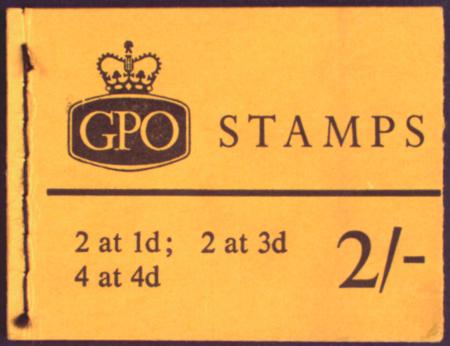 GPO STAMPS
2 at 1d; 2 at 3d
4 at 4d
2/-